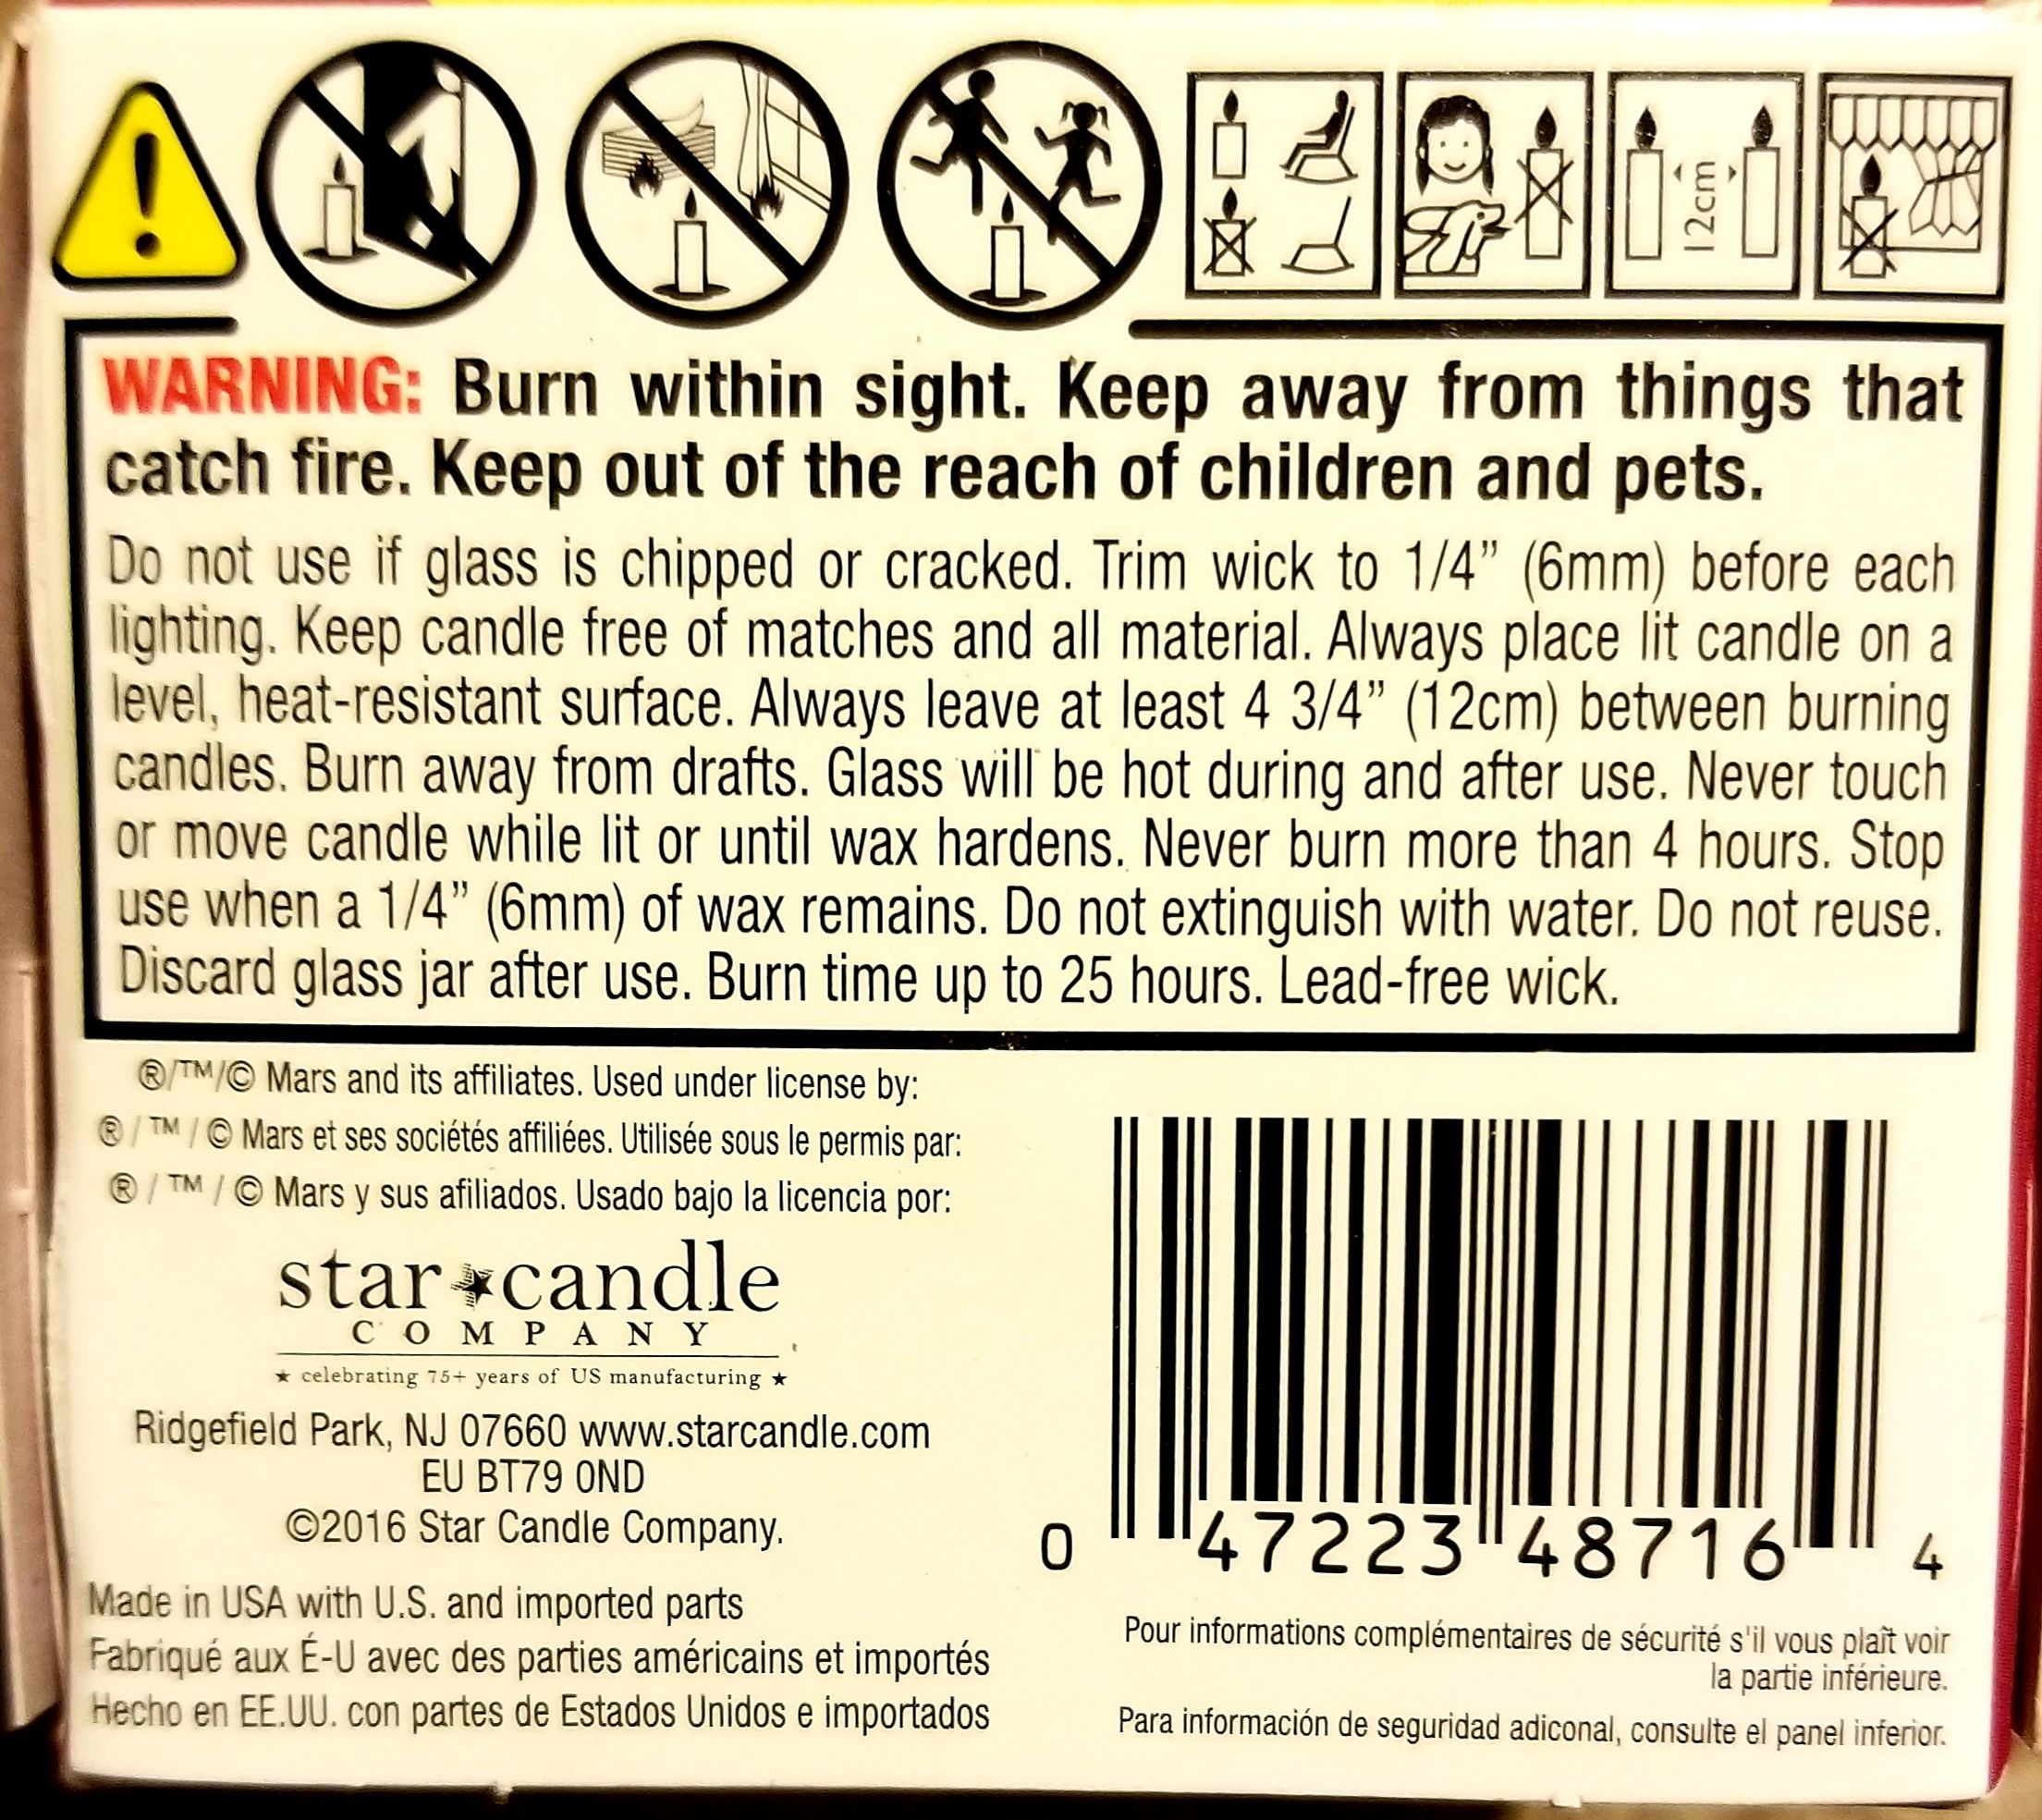 12cm
WARNING: Burn within sight. Keep away from things that
catch fire. Keep out of the reach of children and pets.
Do not use if glass is chipped or cracked. Trim wick to 1/4” (6mm) before each
lighting. Keep candle free of matches and all material. Always place lit candle on a
level, heat-resistant surface. Always leave at least 4 3/4” (12cm) between burning
candles. Burn away from drafts. Glass will be hot during and after use. Never touch
or move candle while lit or until wax hardens. Never burn more than 4 hours. Stop
use when a 1/4” (6mm) of wax remains. Do not extinguish with water. Do not reuse.
Discard glass jar after use. Burn time up to 25 hours. Lead-free wick.
®/™/© Mars and its affiliates. Used under license by:
® / ™ / © Mars et ses sociétés affiliées. Utilisée sous le permis par:
® / ™ / © Mars y sus afiliados. Usado bajo la licencia por:
star candle
COMPANY
★ celebrating 75+ years of US manufacturing ★
Ridgefield Park, NJ 07660 www.starcandle.com
EU BT79 0ND
©2016 Star Candle Company.
Made in USA with U.S. and imported parts
Fabriqué aux É-U avec des parties américains et importés
Hecho en EE.UU. con partes de Estados Unidos e importados
0 47223 48716 4
Pour informations complémentaires de sécurité s'il vous plaît voir
la partie inférieure.
Para información de seguridad adiconal, consulte el panel inferior.